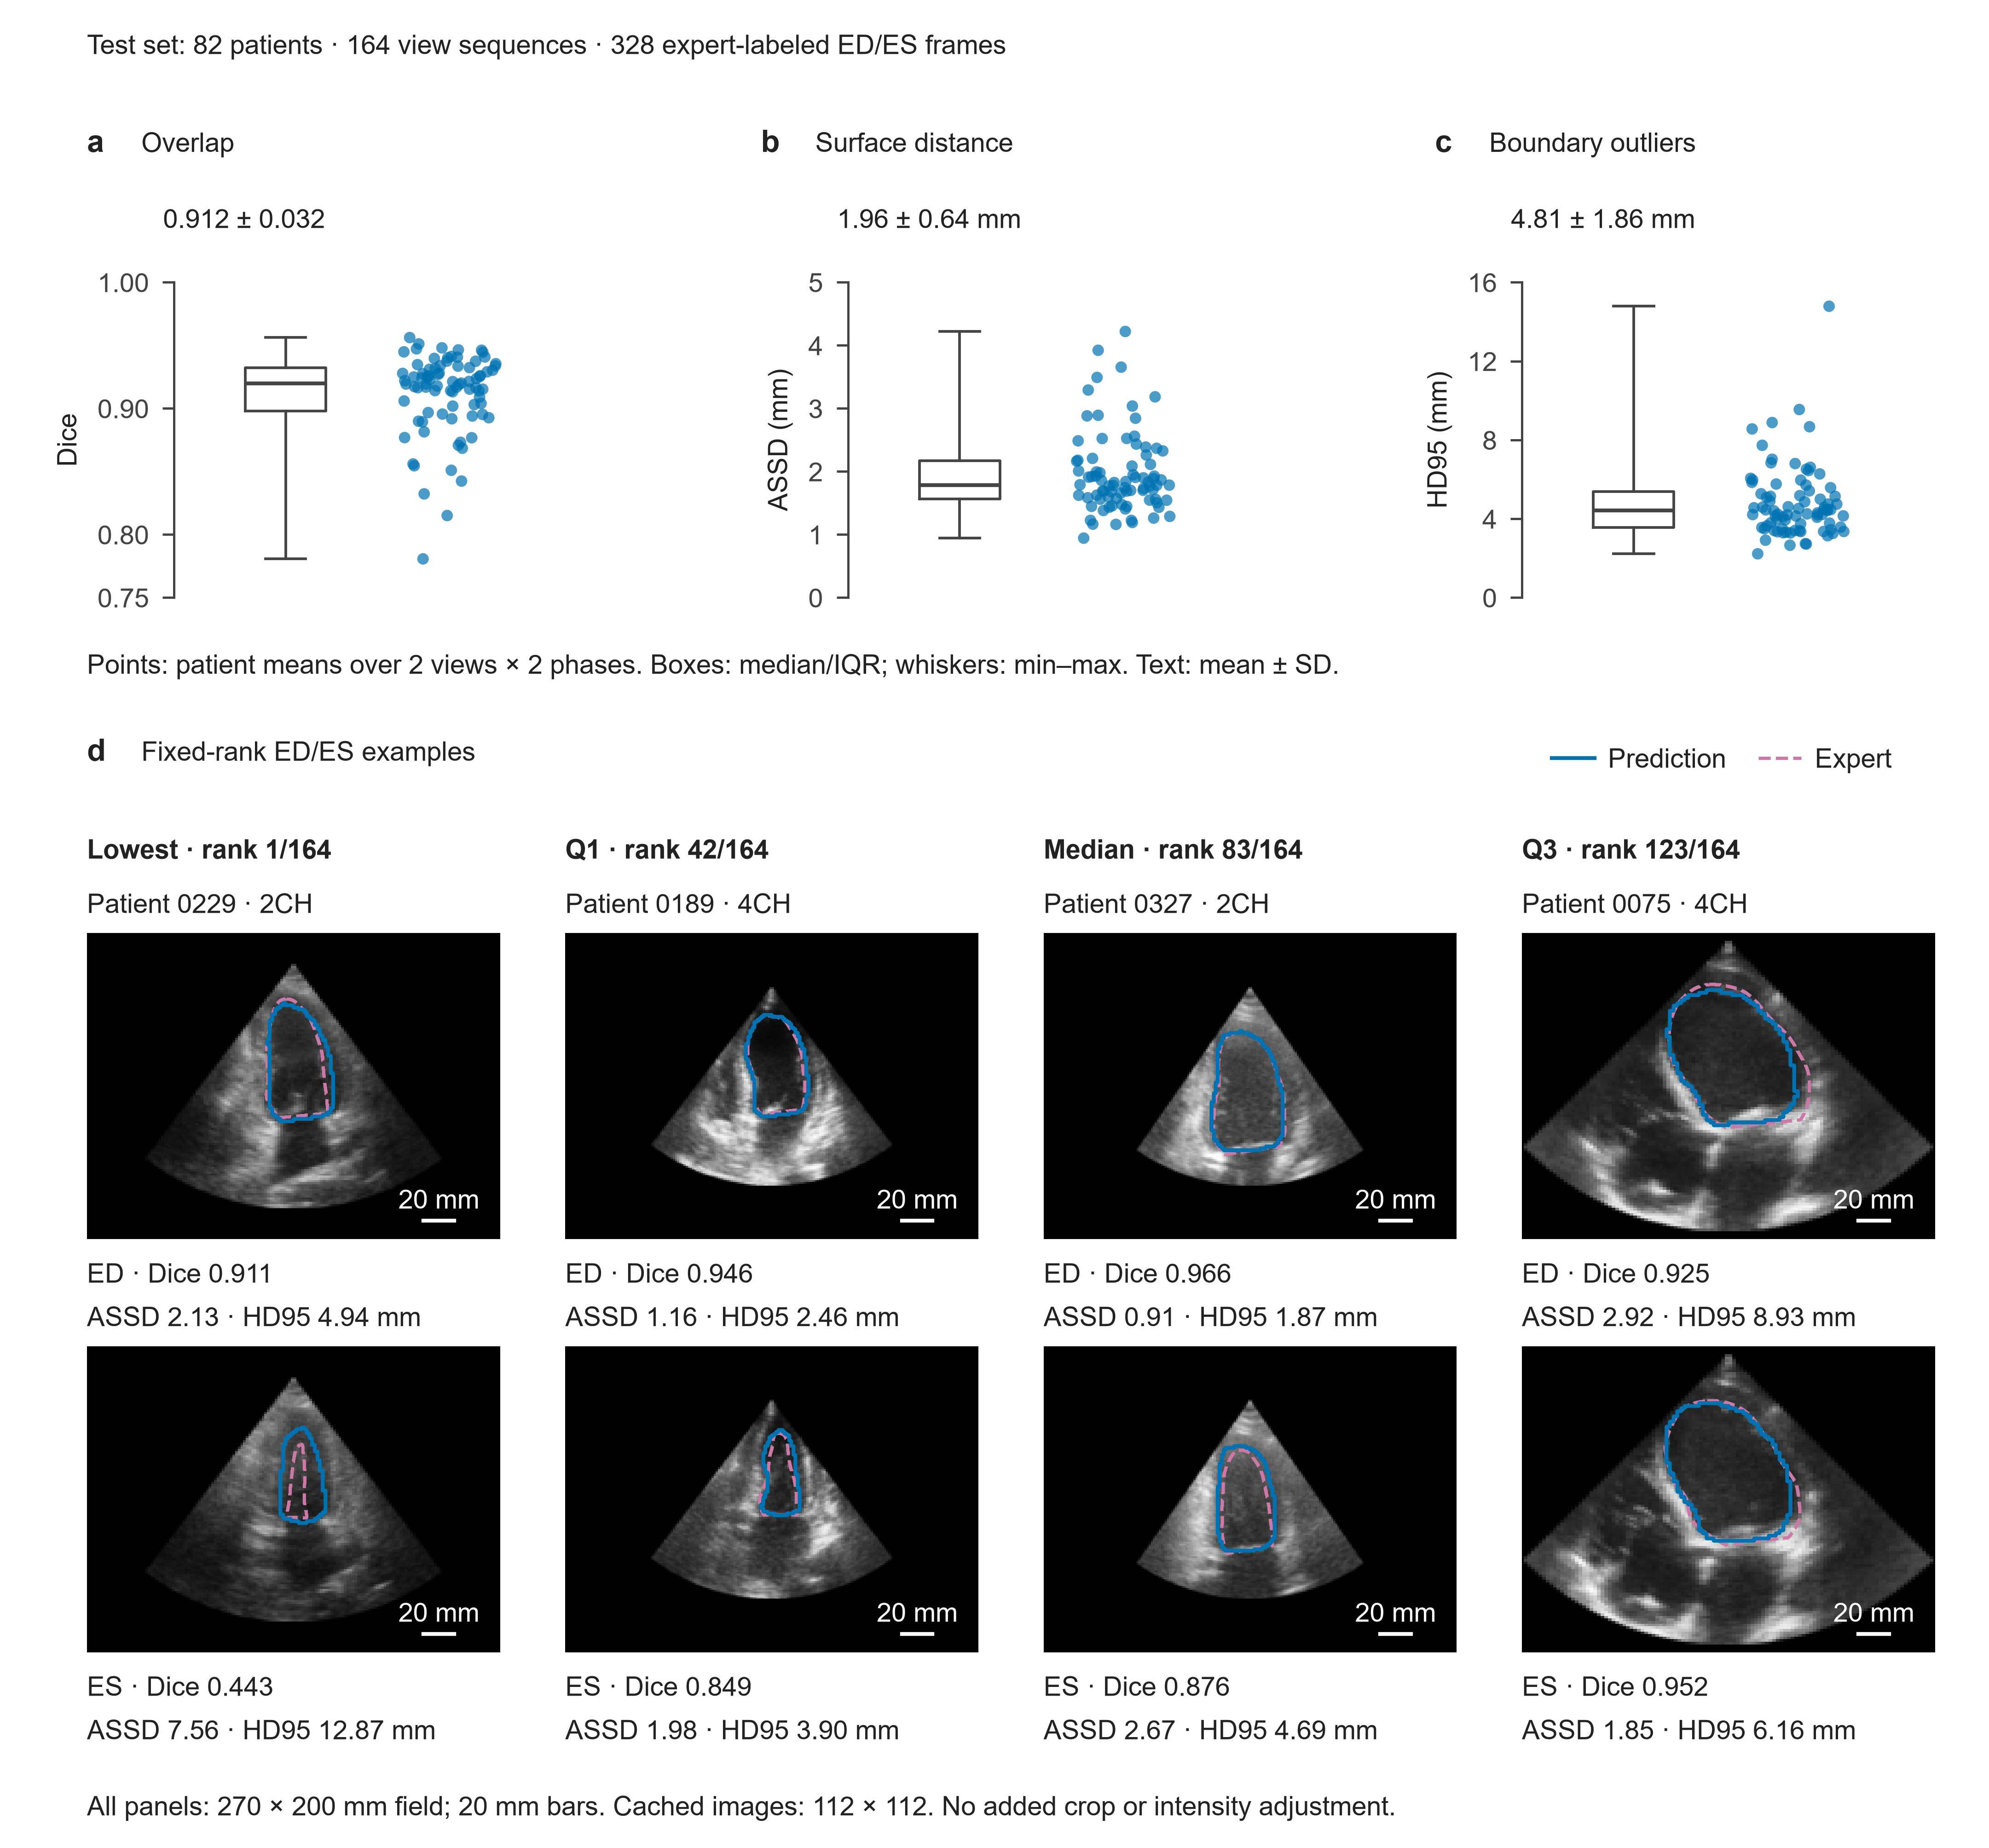 Test set: 82 patients · 164 view sequences · 328 expert-labeled ED/ES frames
a Overlap
b Surface distance
c Boundary outliers
0.912 ± 0.032
1.96 ± 0.64 mm
4.81 ± 1.86 mm
Dice
1.00
0.90
0.80
0.75
ASSD (mm)
5
4
3
2
1
0
HD95 (mm)
16
12
8
4
0
Points: patient means over 2 views × 2 phases. Boxes: median/IQR; whiskers: min–max. Text: mean ± SD.
d Fixed-rank ED/ES examples
Prediction
Expert
Lowest · rank 1/164
Q1 · rank 42/164
Median · rank 83/164
Q3 · rank 123/164
Patient 0229 · 2CH
Patient 0189 · 4CH
Patient 0327 · 2CH
Patient 0075 · 4CH
20 mm
20 mm
20 mm
20 mm
ED · Dice 0.911
ED · Dice 0.946
ED · Dice 0.966
ED · Dice 0.925
ASSD 2.13 · HD95 4.94 mm
ASSD 1.16 · HD95 2.46 mm
ASSD 0.91 · HD95 1.87 mm
ASSD 2.92 · HD95 8.93 mm
20 mm
20 mm
20 mm
20 mm
ES · Dice 0.443
ES · Dice 0.849
ES · Dice 0.876
ES · Dice 0.952
ASSD 7.56 · HD95 12.87 mm
ASSD 1.98 · HD95 3.90 mm
ASSD 2.67 · HD95 4.69 mm
ASSD 1.85 · HD95 6.16 mm
All panels: 270 × 200 mm field; 20 mm bars. Cached images: 112 × 112. No added crop or intensity adjustment.